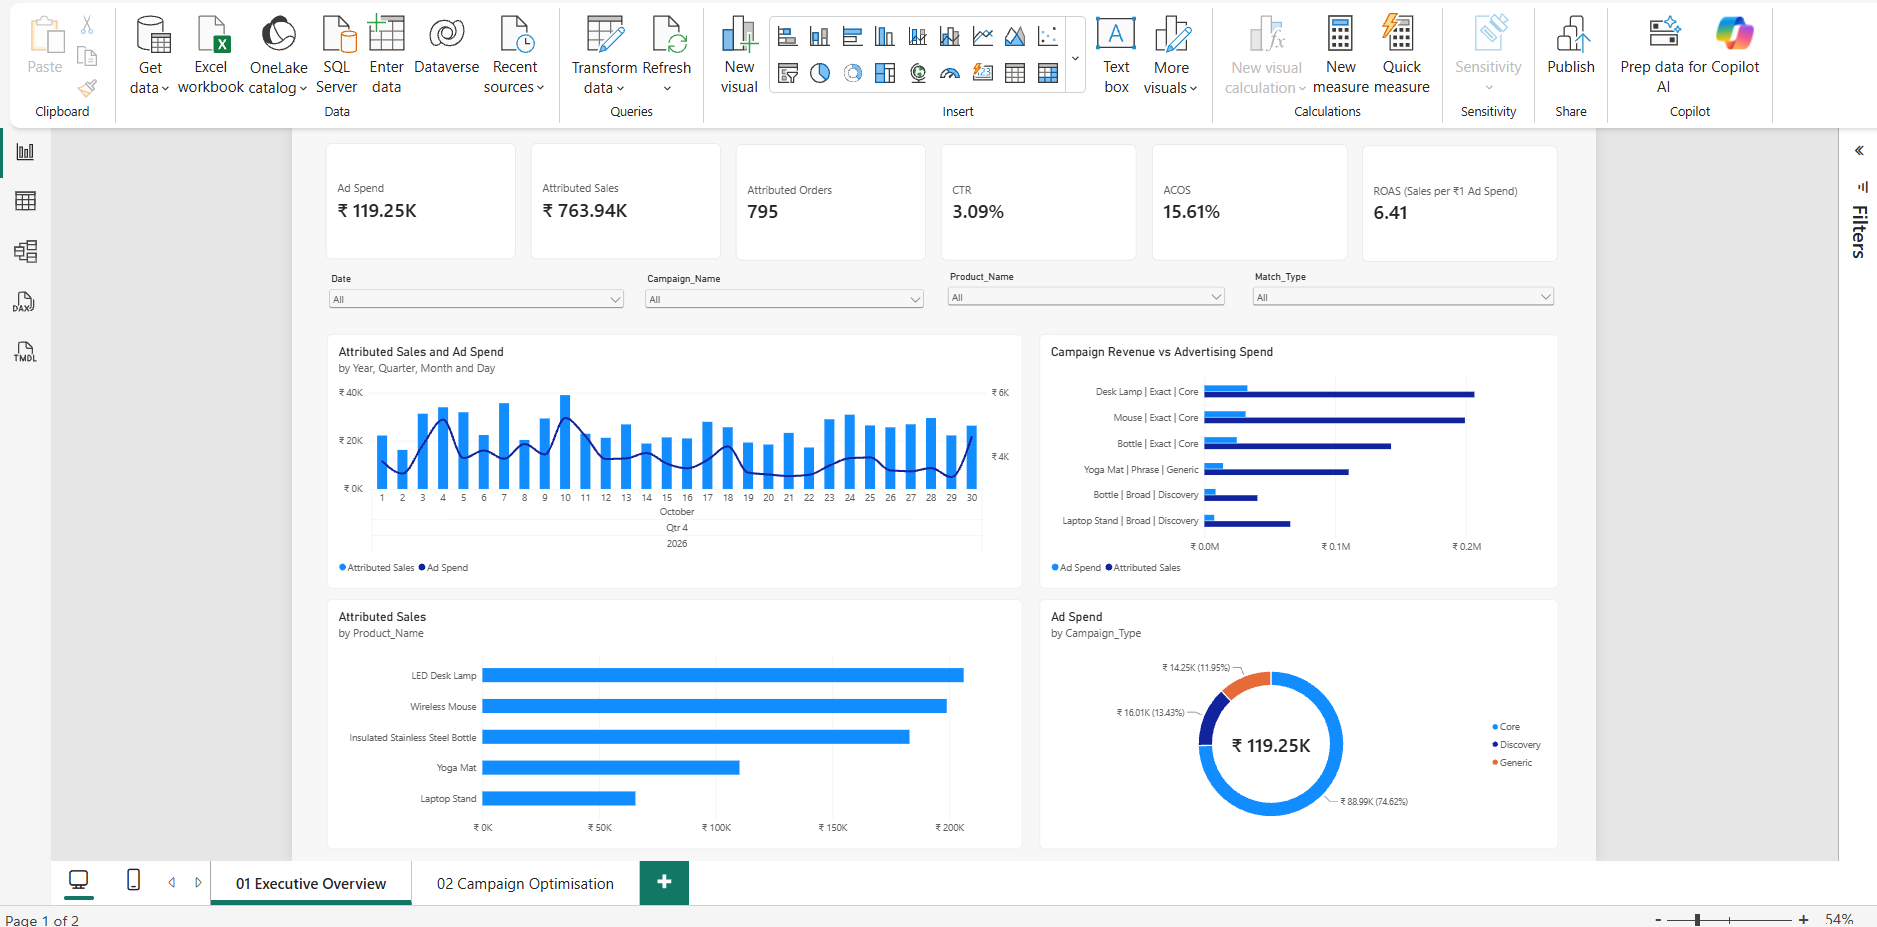 Paste
Clipboard
Get data
Excel workbook
OneLake catalog
SQL Server
Enter data
Dataverse
Recent sources
Data
Transform data
Refresh
Queries
New visual
123
Insert
A
Text box
More visuals
New visual calculation
New measure
Quick measure
Calculations
Sensitivity
Sensitivity
Publish
Share
Prep data for AI
Copilot
Copilot
DAX
TMDL
Filters
Ad Spend
₹ 119.25K
Attributed Sales
₹ 763.94K
Attributed Orders
795
CTR
3.09%
ACOS
15.61%
ROAS (Sales per ₹1 Ad Spend)
6.41
Date
All
Campaign_Name
All
Product_Name
All
Match_Type
All
Attributed Sales and Ad Spend
by Year, Quarter, Month and Day
₹ 40K
₹ 20K
₹ 0K
₹ 6K
₹ 4K
1 2 3 4 5 6 7 8 9 10 11 12 13 14 15 16 17 18 19 20 21 22 23 24 25 26 27 28 29 30
October
Qtr 4
2026
Attributed Sales Ad Spend
Campaign Revenue vs Advertising Spend
Desk Lamp | Exact | Core
Mouse | Exact | Core
Bottle | Exact | Core
Yoga Mat | Phrase | Generic
Bottle | Broad | Discovery
Laptop Stand | Broad | Discovery
₹ 0.0M ₹ 0.1M ₹ 0.2M
Ad Spend Attributed Sales
Attributed Sales
by Product_Name
LED Desk Lamp
Wireless Mouse
Insulated Stainless Steel Bottle
Yoga Mat
Laptop Stand
₹ 0K ₹ 50K ₹ 100K ₹ 150K ₹ 200K
Ad Spend
by Campaign_Type
₹ 14.25K (11.95%)
₹ 16.01K (13.43%)
₹ 119.25K
₹ 88.99K (74.62%)
Core
Discovery
Generic
01 Executive Overview
02 Campaign Optimisation
+
Page 1 of 2
- + 54%